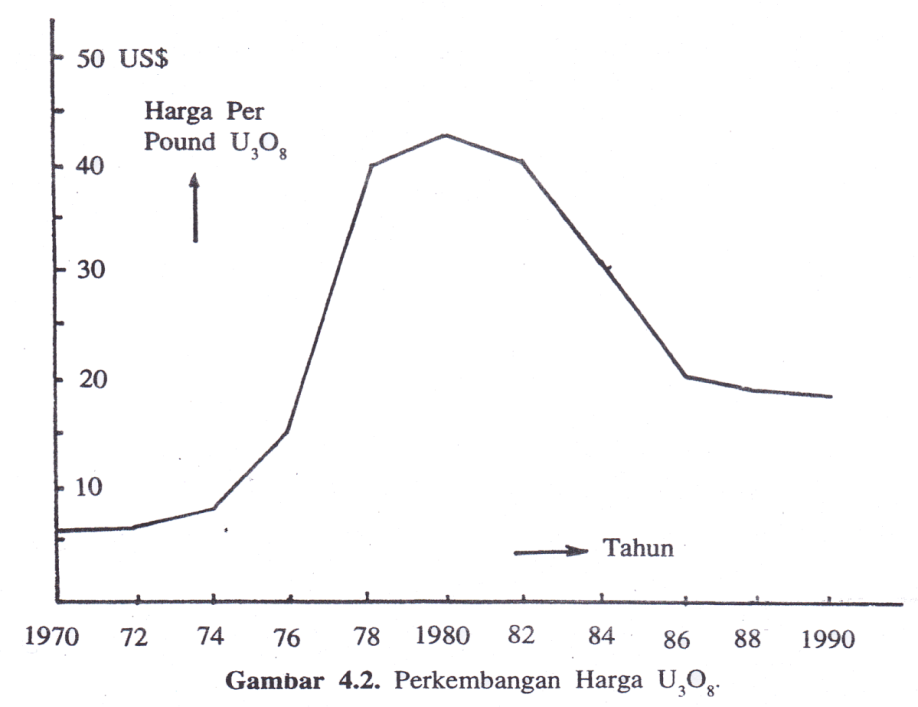 50 US$
Harga Per
Pound U₃O₈
40
30
20
10
Tahun
1970 72 74 76 78 1980 82 84 86 88 1990
Gambar 4.2. Perkembangan Harga U₃O₈.